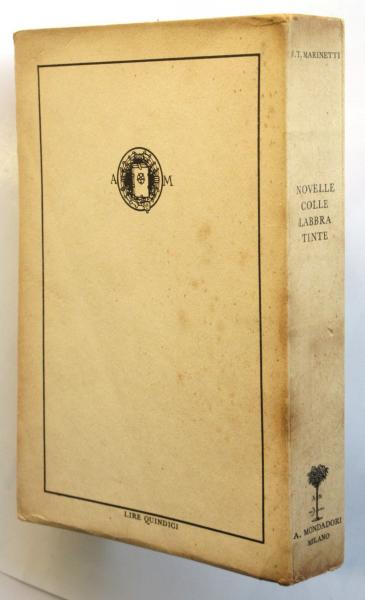 A M
LIRE QUINDICI
F. T. MARINETTI
NOVELLE
COLLE
LABBRA
TINTE
A. MONDADORI
MILANO